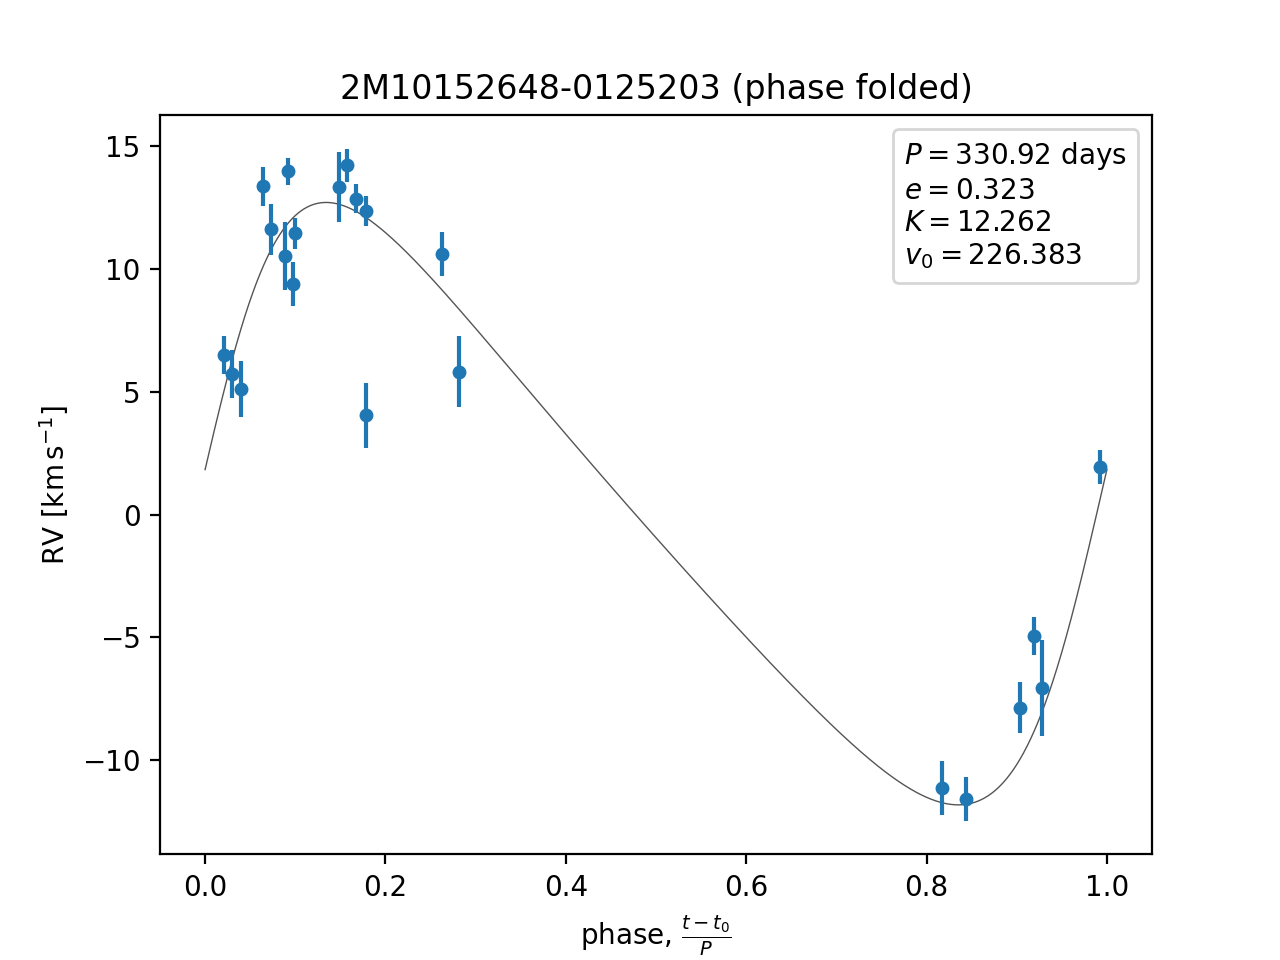 2M10152648-0125203 (phase folded)
P = 330.92 days
e = 0.323
K = 12.262
v₀ = 226.383
15
10
5
0
−5
−10
RV [km s⁻¹]
0.0 0.2 0.4 0.6 0.8 1.0
phase, (t − t₀)/P